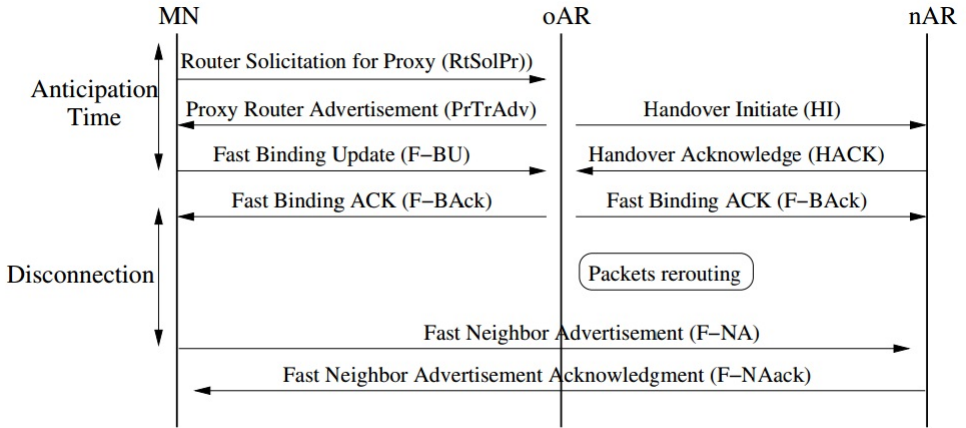 MN oAR nAR
Router Solicitation for Proxy (RtSolPr))
Anticipation
Time
Proxy Router Advertisement (PrTrAdv) Handover Initiate (HI)
Fast Binding Update (F−BU) Handover Acknowledge (HACK)
Fast Binding ACK (F−BAck) Fast Binding ACK (F−BAck)
Disconnection
Packets rerouting
Fast Neighbor Advertisement (F−NA)
Fast Neighbor Advertisement Acknowledgment (F−NAack)